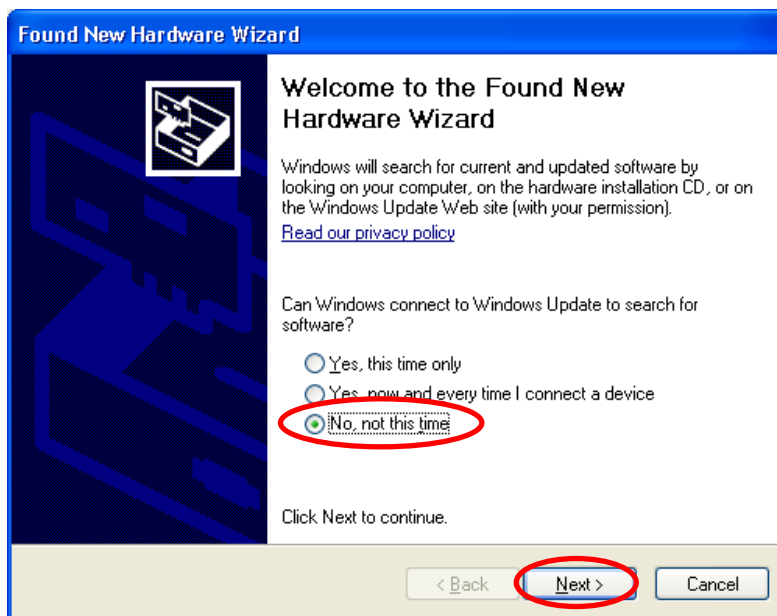 Found New Hardware Wizard
Welcome to the Found New
Hardware Wizard
Windows will search for current and updated software by
looking on your computer, on the hardware installation CD, or on
the Windows Update Web site (with your permission).
Read our privacy policy
Can Windows connect to Windows Update to search for
software?
Yes, this time only
Yes, now and every time I connect a device
No, not this time
Click Next to continue.
< Back Next > Cancel